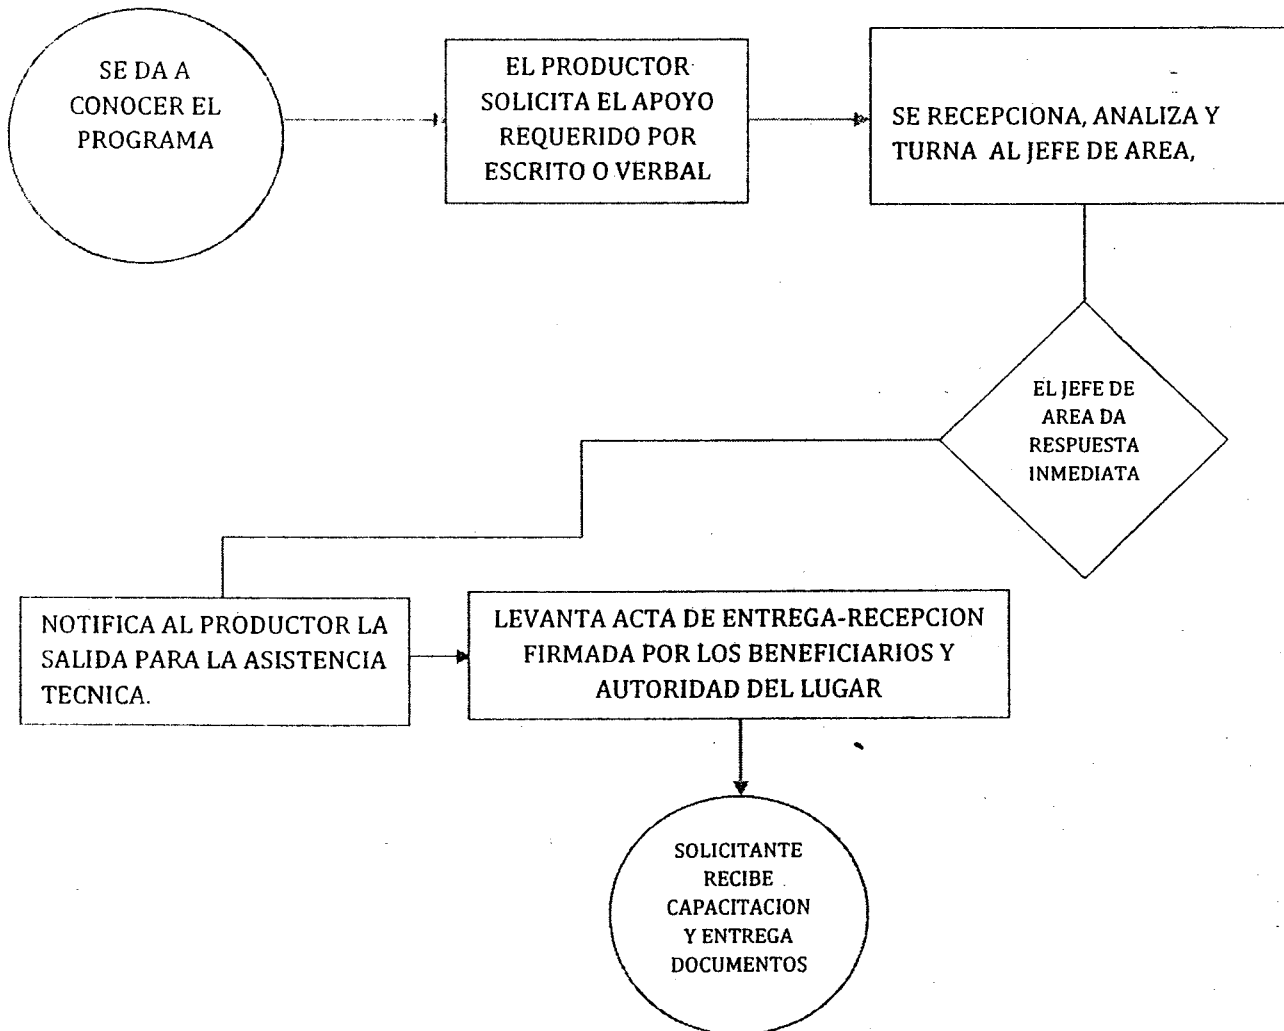 SE DA A
CONOCER EL
PROGRAMA
EL PRODUCTOR
SOLICITA EL APOYO
REQUERIDO POR
ESCRITO O VERBAL
SE RECEPCIONA, ANALIZA Y
TURNA AL JEFE DE AREA,
EL JEFE DE
AREA DA
RESPUESTA
INMEDIATA
NOTIFICA AL PRODUCTOR LA
SALIDA PARA LA ASISTENCIA
TECNICA.
LEVANTA ACTA DE ENTREGA-RECEPCION
FIRMADA POR LOS BENEFICIARIOS Y
AUTORIDAD DEL LUGAR
SOLICITANTE
RECIBE
CAPACITACION
Y ENTREGA
DOCUMENTOS